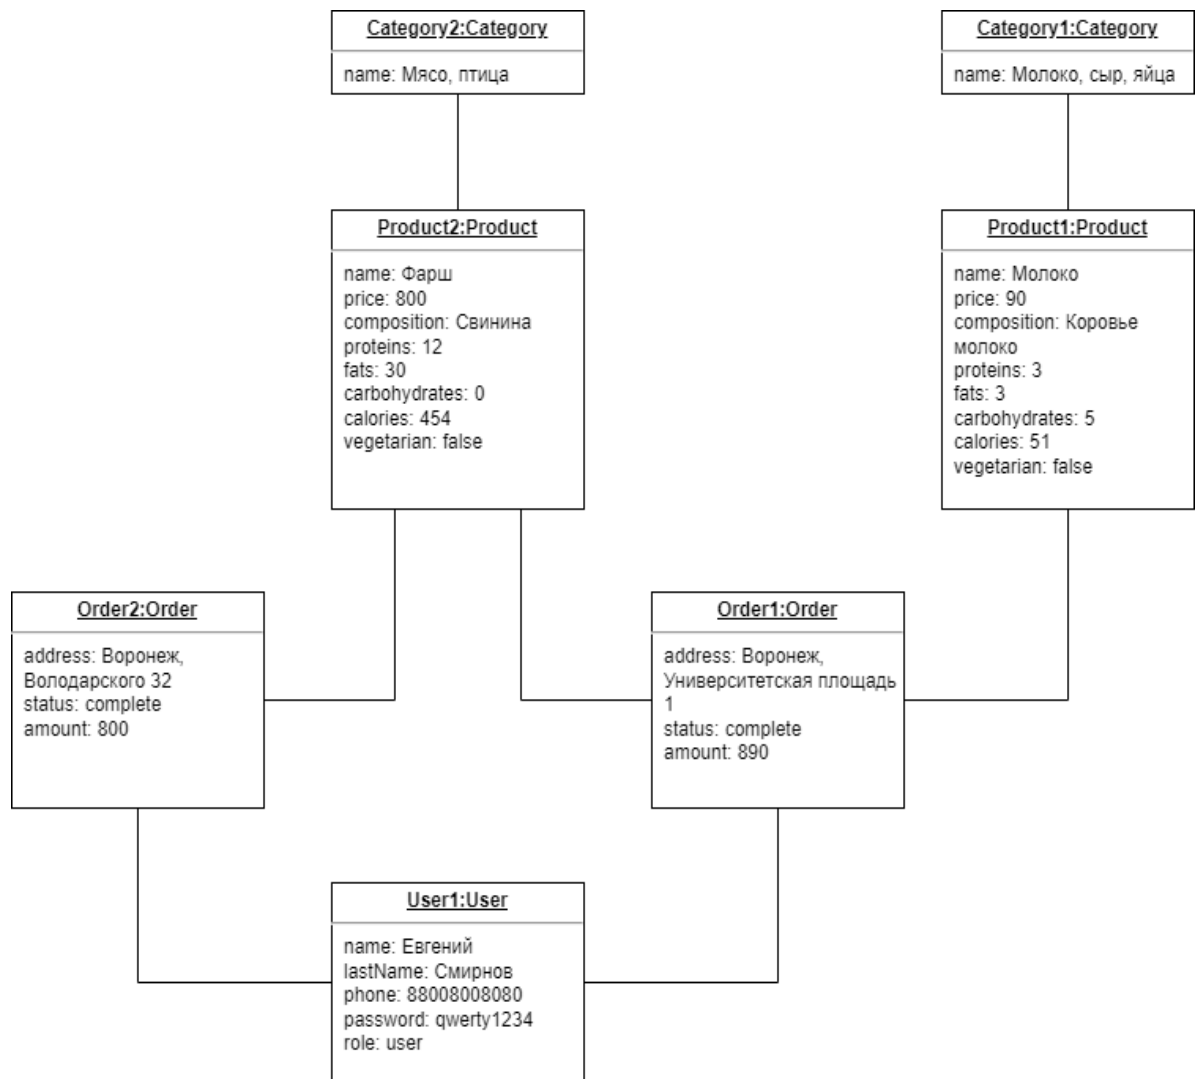 Category2:Category
name: Мясо, птица
Category1:Category
name: Молоко, сыр, яйца
Product2:Product
name: Фарш
price: 800
composition: Свинина
proteins: 12
fats: 30
carbohydrates: 0
calories: 454
vegetarian: false
Product1:Product
name: Молоко
price: 90
composition: Коровье
молоко
proteins: 3
fats: 3
carbohydrates: 5
calories: 51
vegetarian: false
Order2:Order
address: Воронеж,
Володарского 32
status: complete
amount: 800
Order1:Order
address: Воронеж,
Университетская площадь
1
status: complete
amount: 890
User1:User
name: Евгений
lastName: Смирнов
phone: 88008008080
password: qwerty1234
role: user